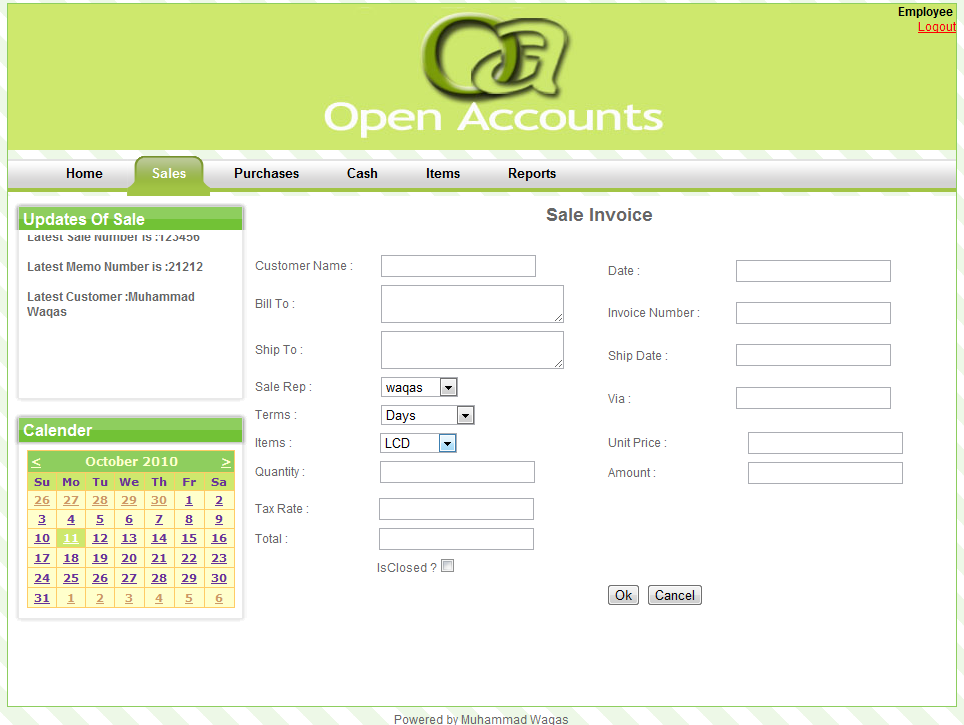 Employee
Logout
Oa
Open Accounts
Home Sales Purchases Cash Items Reports
Updates Of Sale
Latest Sale Number is :123456
Latest Memo Number is :21212
Latest Customer :Muhammad
Waqas
Calender
< October 2010 >
Su Mo Tu We Th Fr Sa
26 27 28 29 30 1 2
3 4 5 6 7 8 9
10 11 12 13 14 15 16
17 18 19 20 21 22 23
24 25 26 27 28 29 30
31 1 2 3 4 5 6
Sale Invoice
Customer Name :
Bill To :
Ship To :
Sale Rep : waqas
Terms : Days
Items : LCD
Quantity :
Tax Rate :
Total :
IsClosed ?
Date :
Invoice Number :
Ship Date :
Via :
Unit Price :
Amount :
Ok Cancel
Powered by Muhammad Waqas